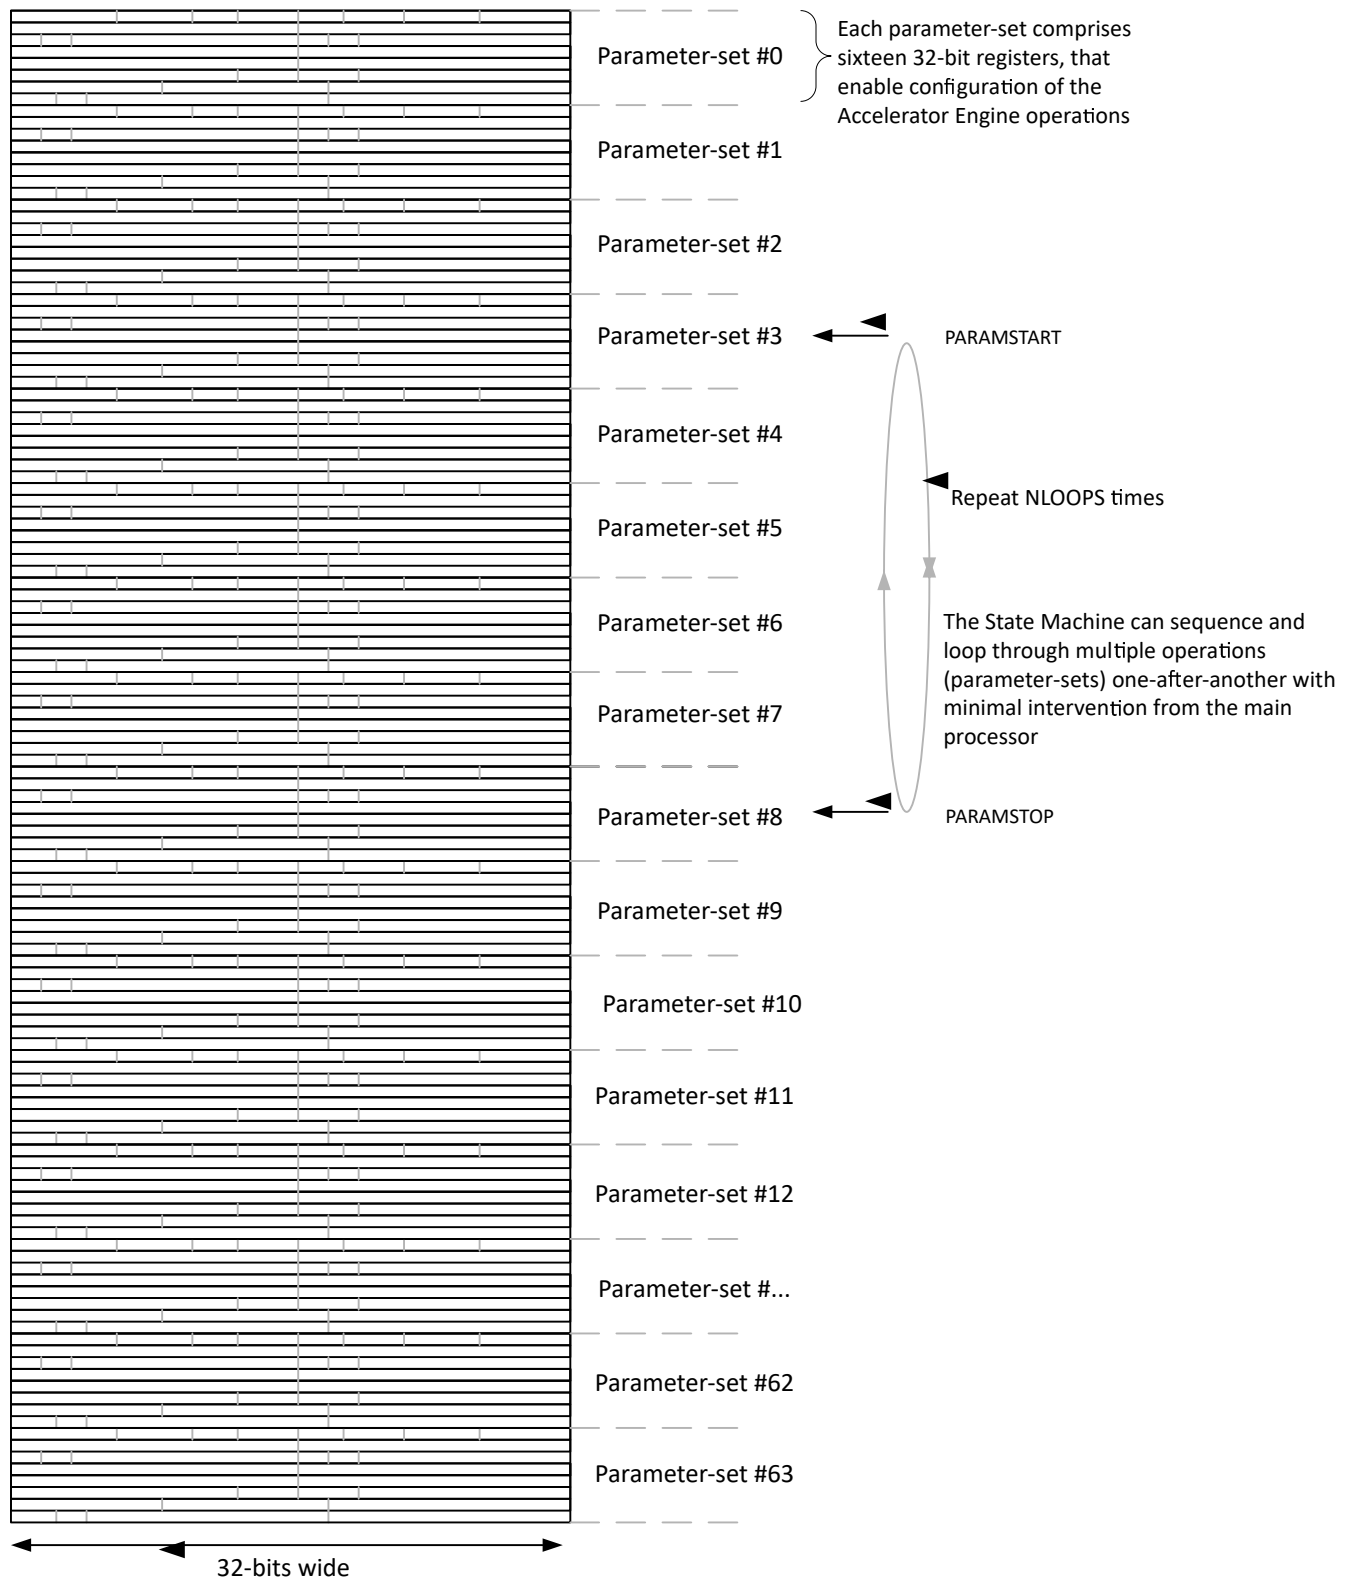 Parameter-set #0
Each parameter-set comprises
sixteen 32-bit registers, that
enable configuration of the
Accelerator Engine operations
Parameter-set #1
Parameter-set #2
Parameter-set #3
PARAMSTART
Parameter-set #4
Repeat NLOOPS times
Parameter-set #5
Parameter-set #6
The State Machine can sequence and
loop through multiple operations
(parameter-sets) one-after-another with
minimal intervention from the main
processor
Parameter-set #7
Parameter-set #8
PARAMSTOP
Parameter-set #9
Parameter-set #10
Parameter-set #11
Parameter-set #12
Parameter-set #...
Parameter-set #62
Parameter-set #63
32-bits wide